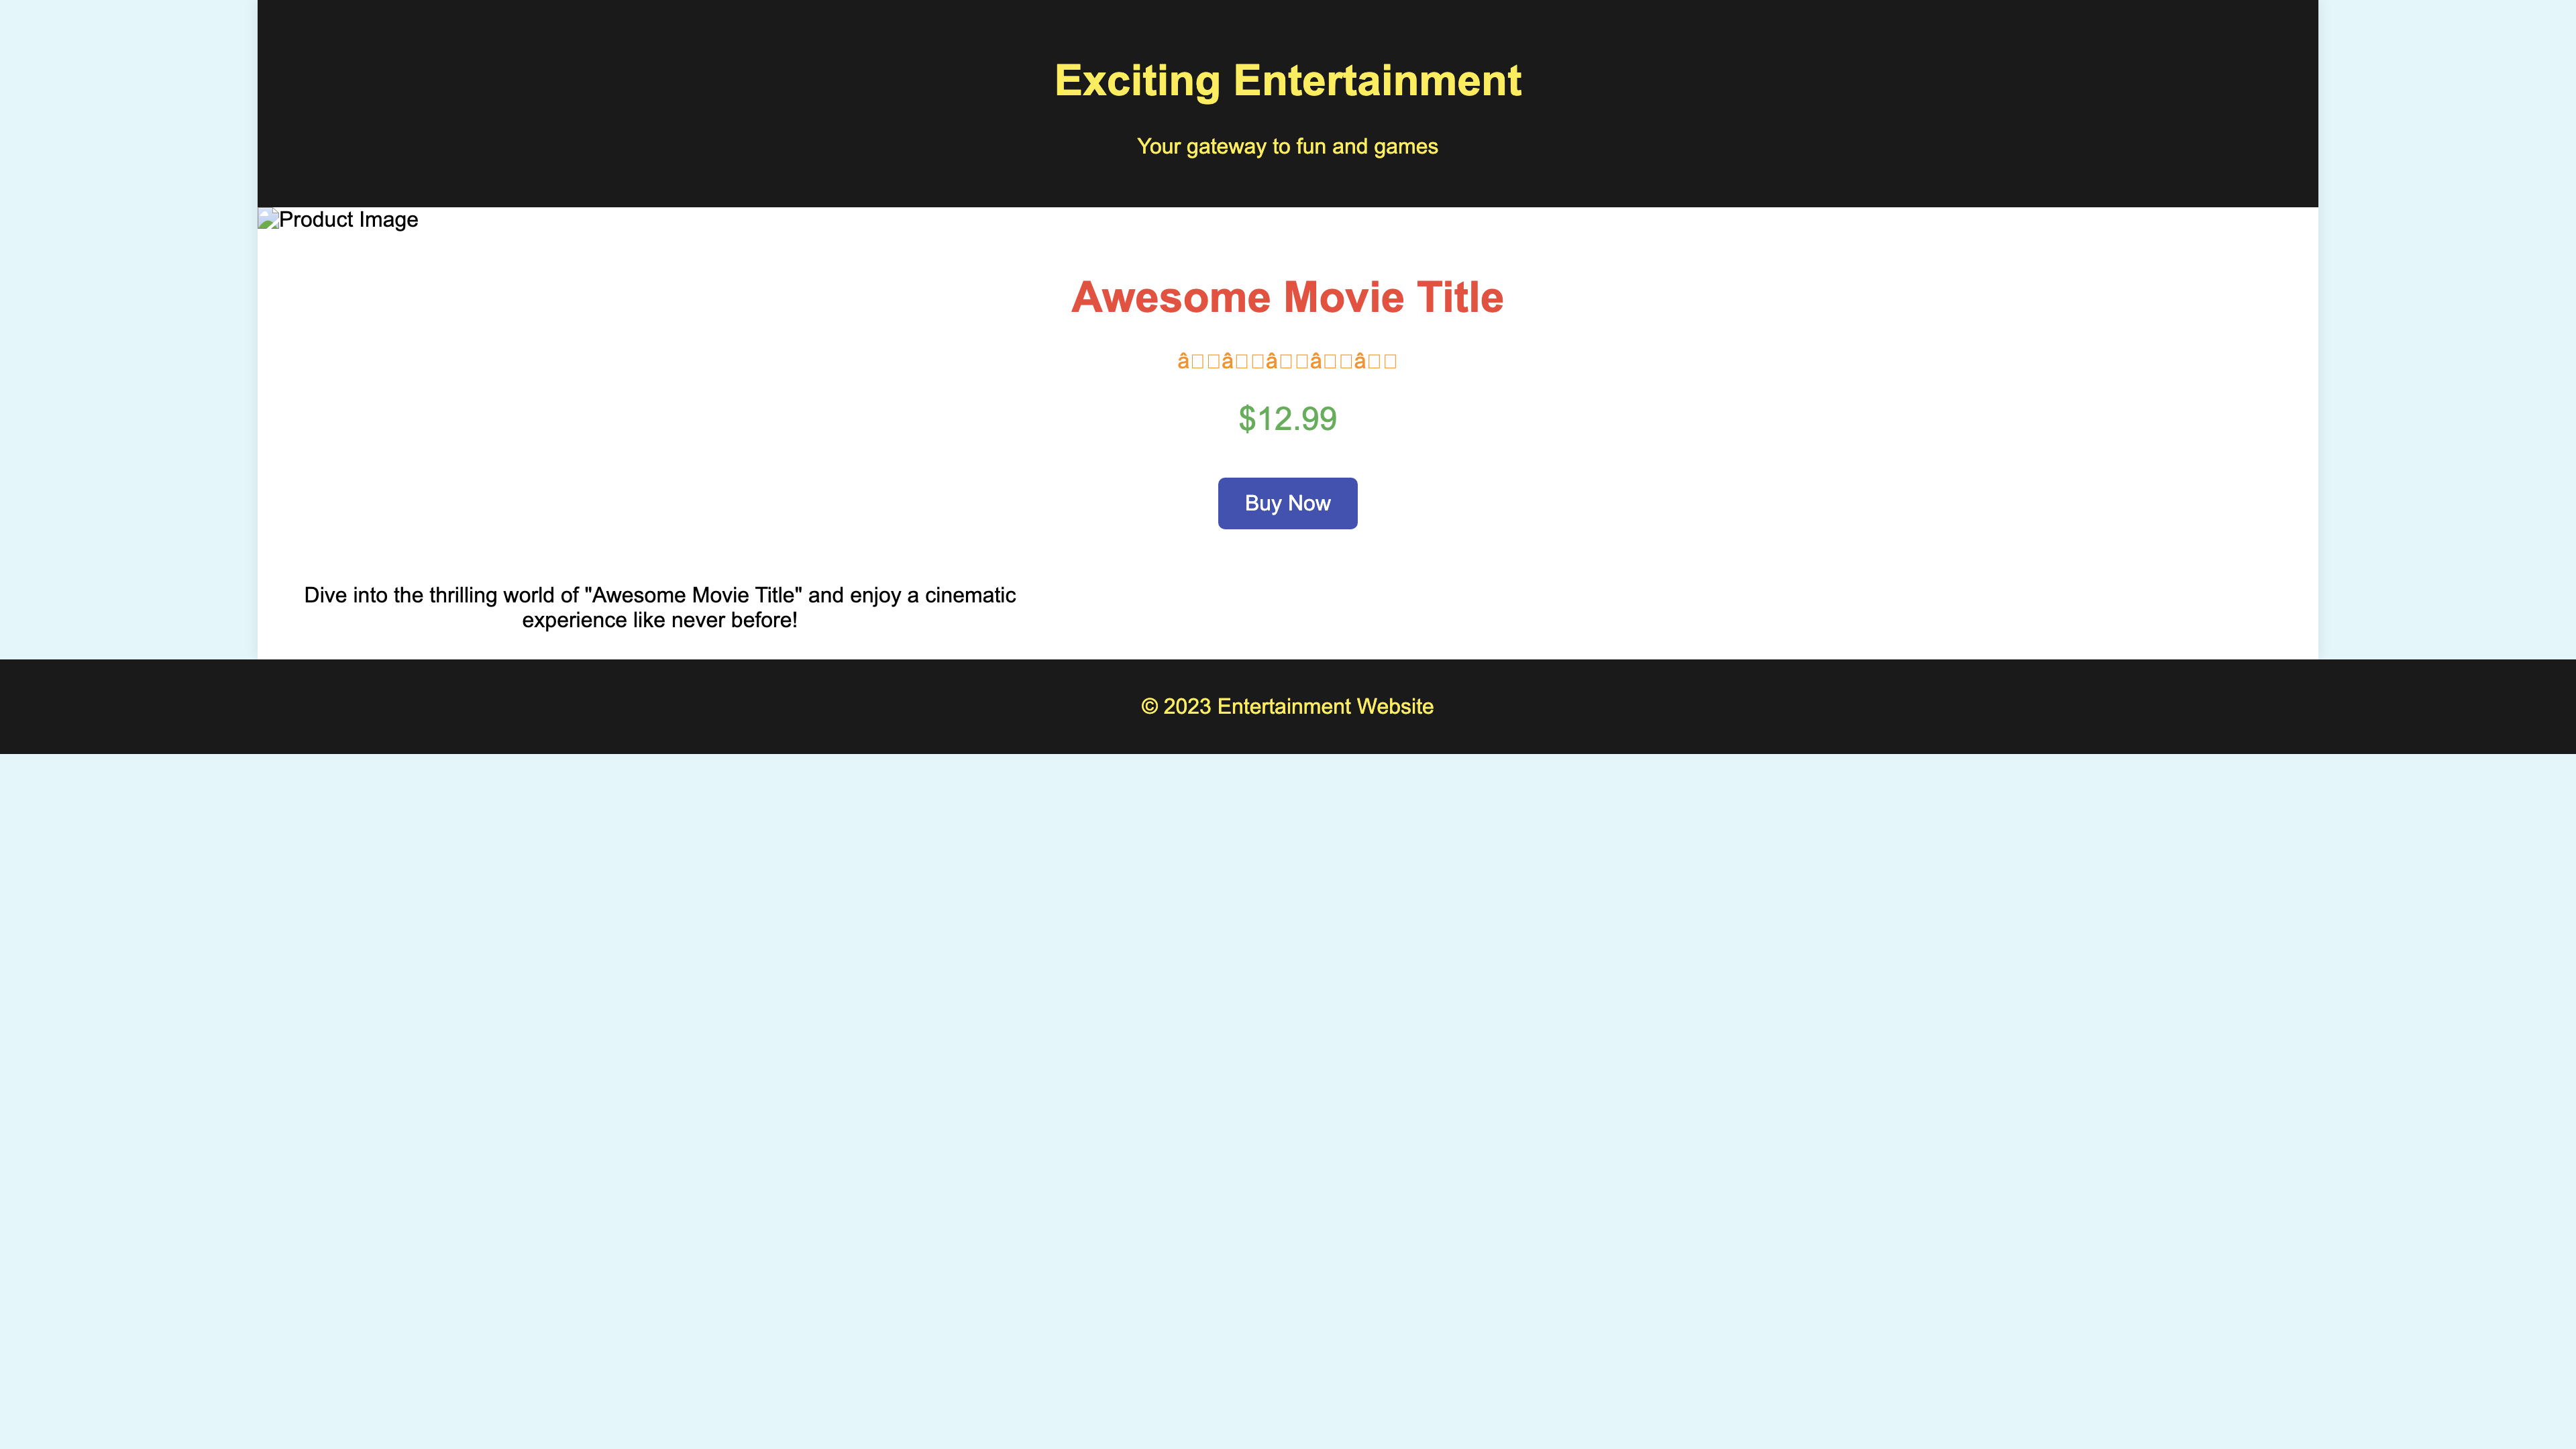 Exciting Entertainment
Your gateway to fun and games
Product Image
Awesome Movie Title
â□□â□□â□□â□□â□□
$12.99
Buy Now
Dive into the thrilling world of "Awesome Movie Title" and enjoy a cinematic
experience like never before!
© 2023 Entertainment Website